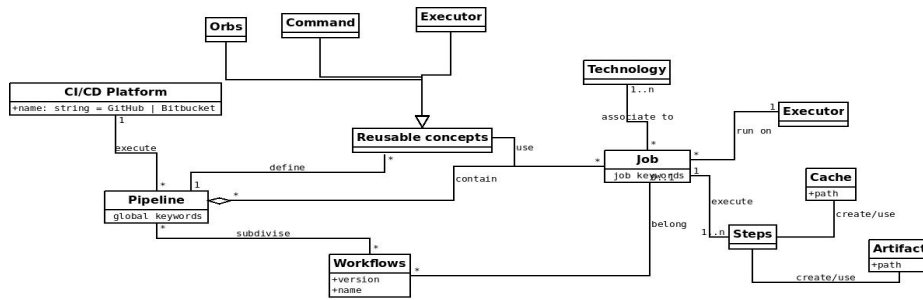 Orbs
Command
Executor
Technology
1..n
associate to
*
CI/CD Platform
+name: string = GitHub | Bitbucket
1
execute
*
Reusable concepts
*
use
define
1
contain
*
*
Executor
1
run on
*
Job
job keywords
0..1
1
execute
1..n
belong
Cache
+path
create/use
Steps
Artifact
+path
create/use
Pipeline
global keywords
*
subdivise
*
Workflows
+version
+name
*